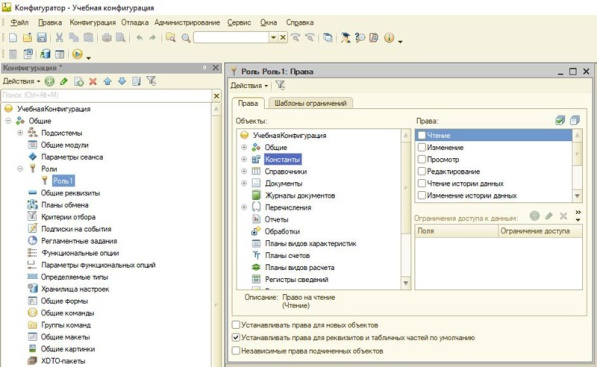 Конфигуратор - Учебная конфигурация
Файл Правка Конфигурация Отладка Администрирование Сервис Окна Справка
Конфигурация *
Действия
Поиск (Ctrl+Alt+M)
УчебнаяКонфигурация
Общие
Подсистемы
Общие модули
Параметры сеанса
Роли
Роль1
Общие реквизиты
Планы обмена
Критерии отбора
Подписки на события
Регламентные задания
Функциональные опции
Параметры функциональных опций
Определяемые типы
Хранилища настроек
Общие формы
Общие команды
Группы команд
Общие макеты
Общие картинки
XDTO-пакеты
Роль Роль1: Права
Действия
Права Шаблоны ограничений
Объекты:
УчебнаяКонфигурация
Общие
Константы
Справочники
Документы
Журналы документов
Перечисления
Отчеты
Обработки
Планы видов характеристик
Планы счетов
Планы видов расчета
Регистры сведений
Права:
Чтение
Изменение
Просмотр
Редактирование
Чтение истории данных
Изменение истории данных
Ограничения доступа к данным:
Поля Ограничение доступа
Описание: Право на чтение
(Чтение)
Устанавливать права для новых объектов
Устанавливать права для реквизитов и табличных частей по умолчанию
Независимые права подчиненных объектов